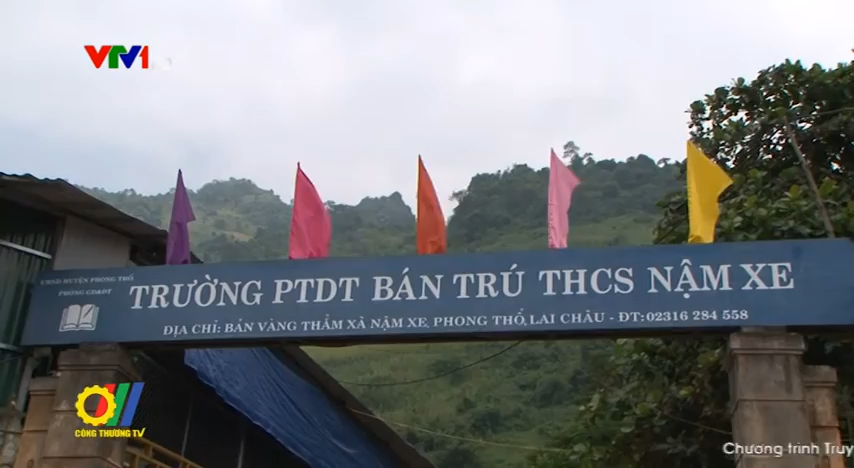 VTV1
UBND HUYỆN PHONG THỔ
PHÒNG GD&ĐT
TRƯỜNG PTDT BÁN TRÚ THCS NẬM XE
ĐỊA CHỈ: BẢN VÀNG THẨM XÃ NẬM XE, PHONG THỔ, LAI CHÂU - ĐT:02316 284 558
CÔNG THƯƠNG TV
Chương trình Truy